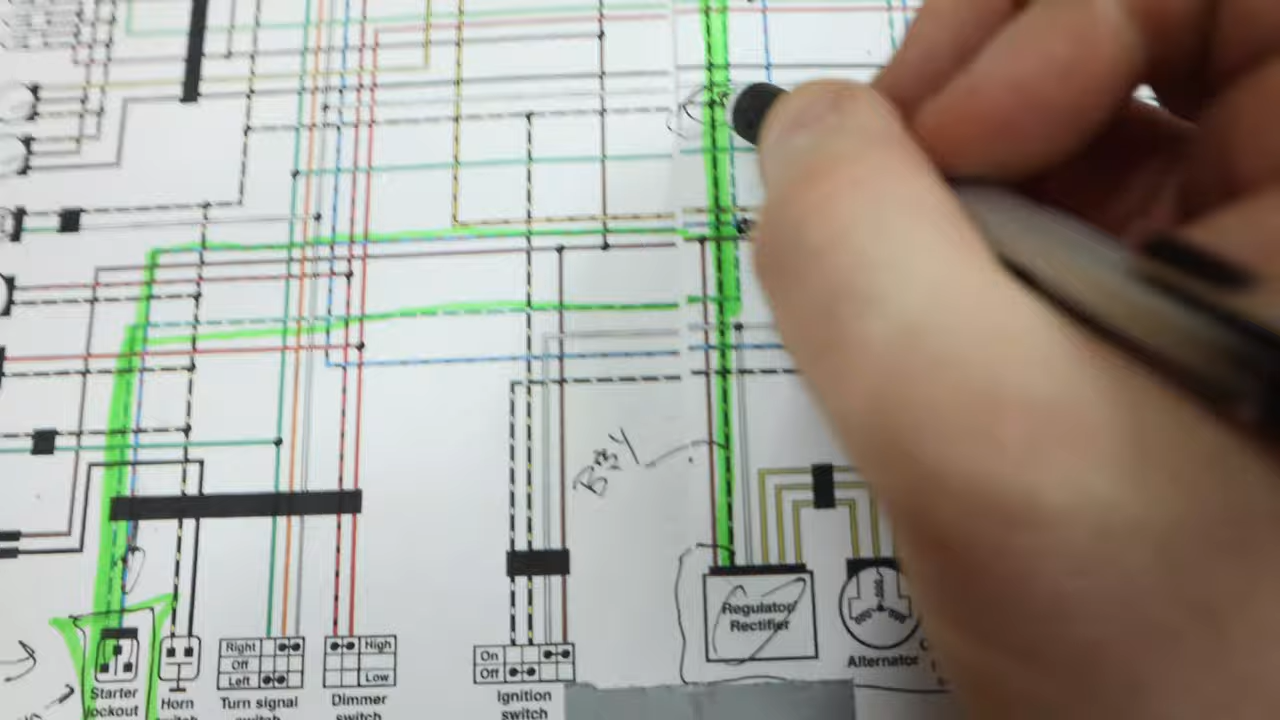 B & Y
Regulator/
Rectifier
Alternator
Right
Off
Left
High
Low
On
Off
Starter
lockout
Horn
switch
Turn signal
switch
Dimmer
switch
Ignition
switch